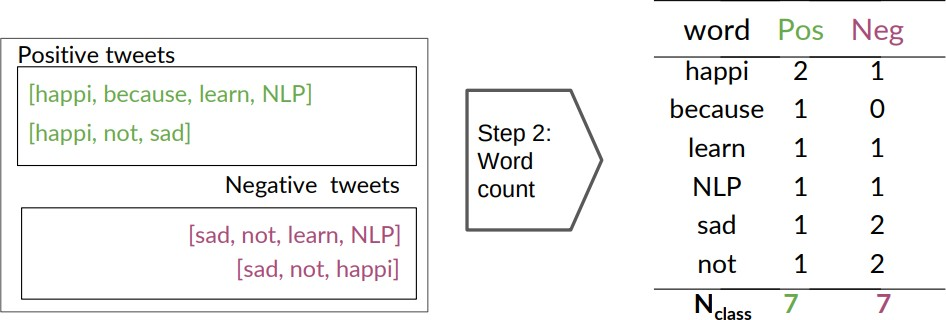 Positive tweets
[happi, because, learn, NLP]
[happi, not, sad]
Negative tweets
[sad, not, learn, NLP]
[sad, not, happi]
Step 2:
Word
count
word Pos Neg
happi 2 1
because 1 0
learn 1 1
NLP 1 1
sad 1 2
not 1 2
Nclass 7 7